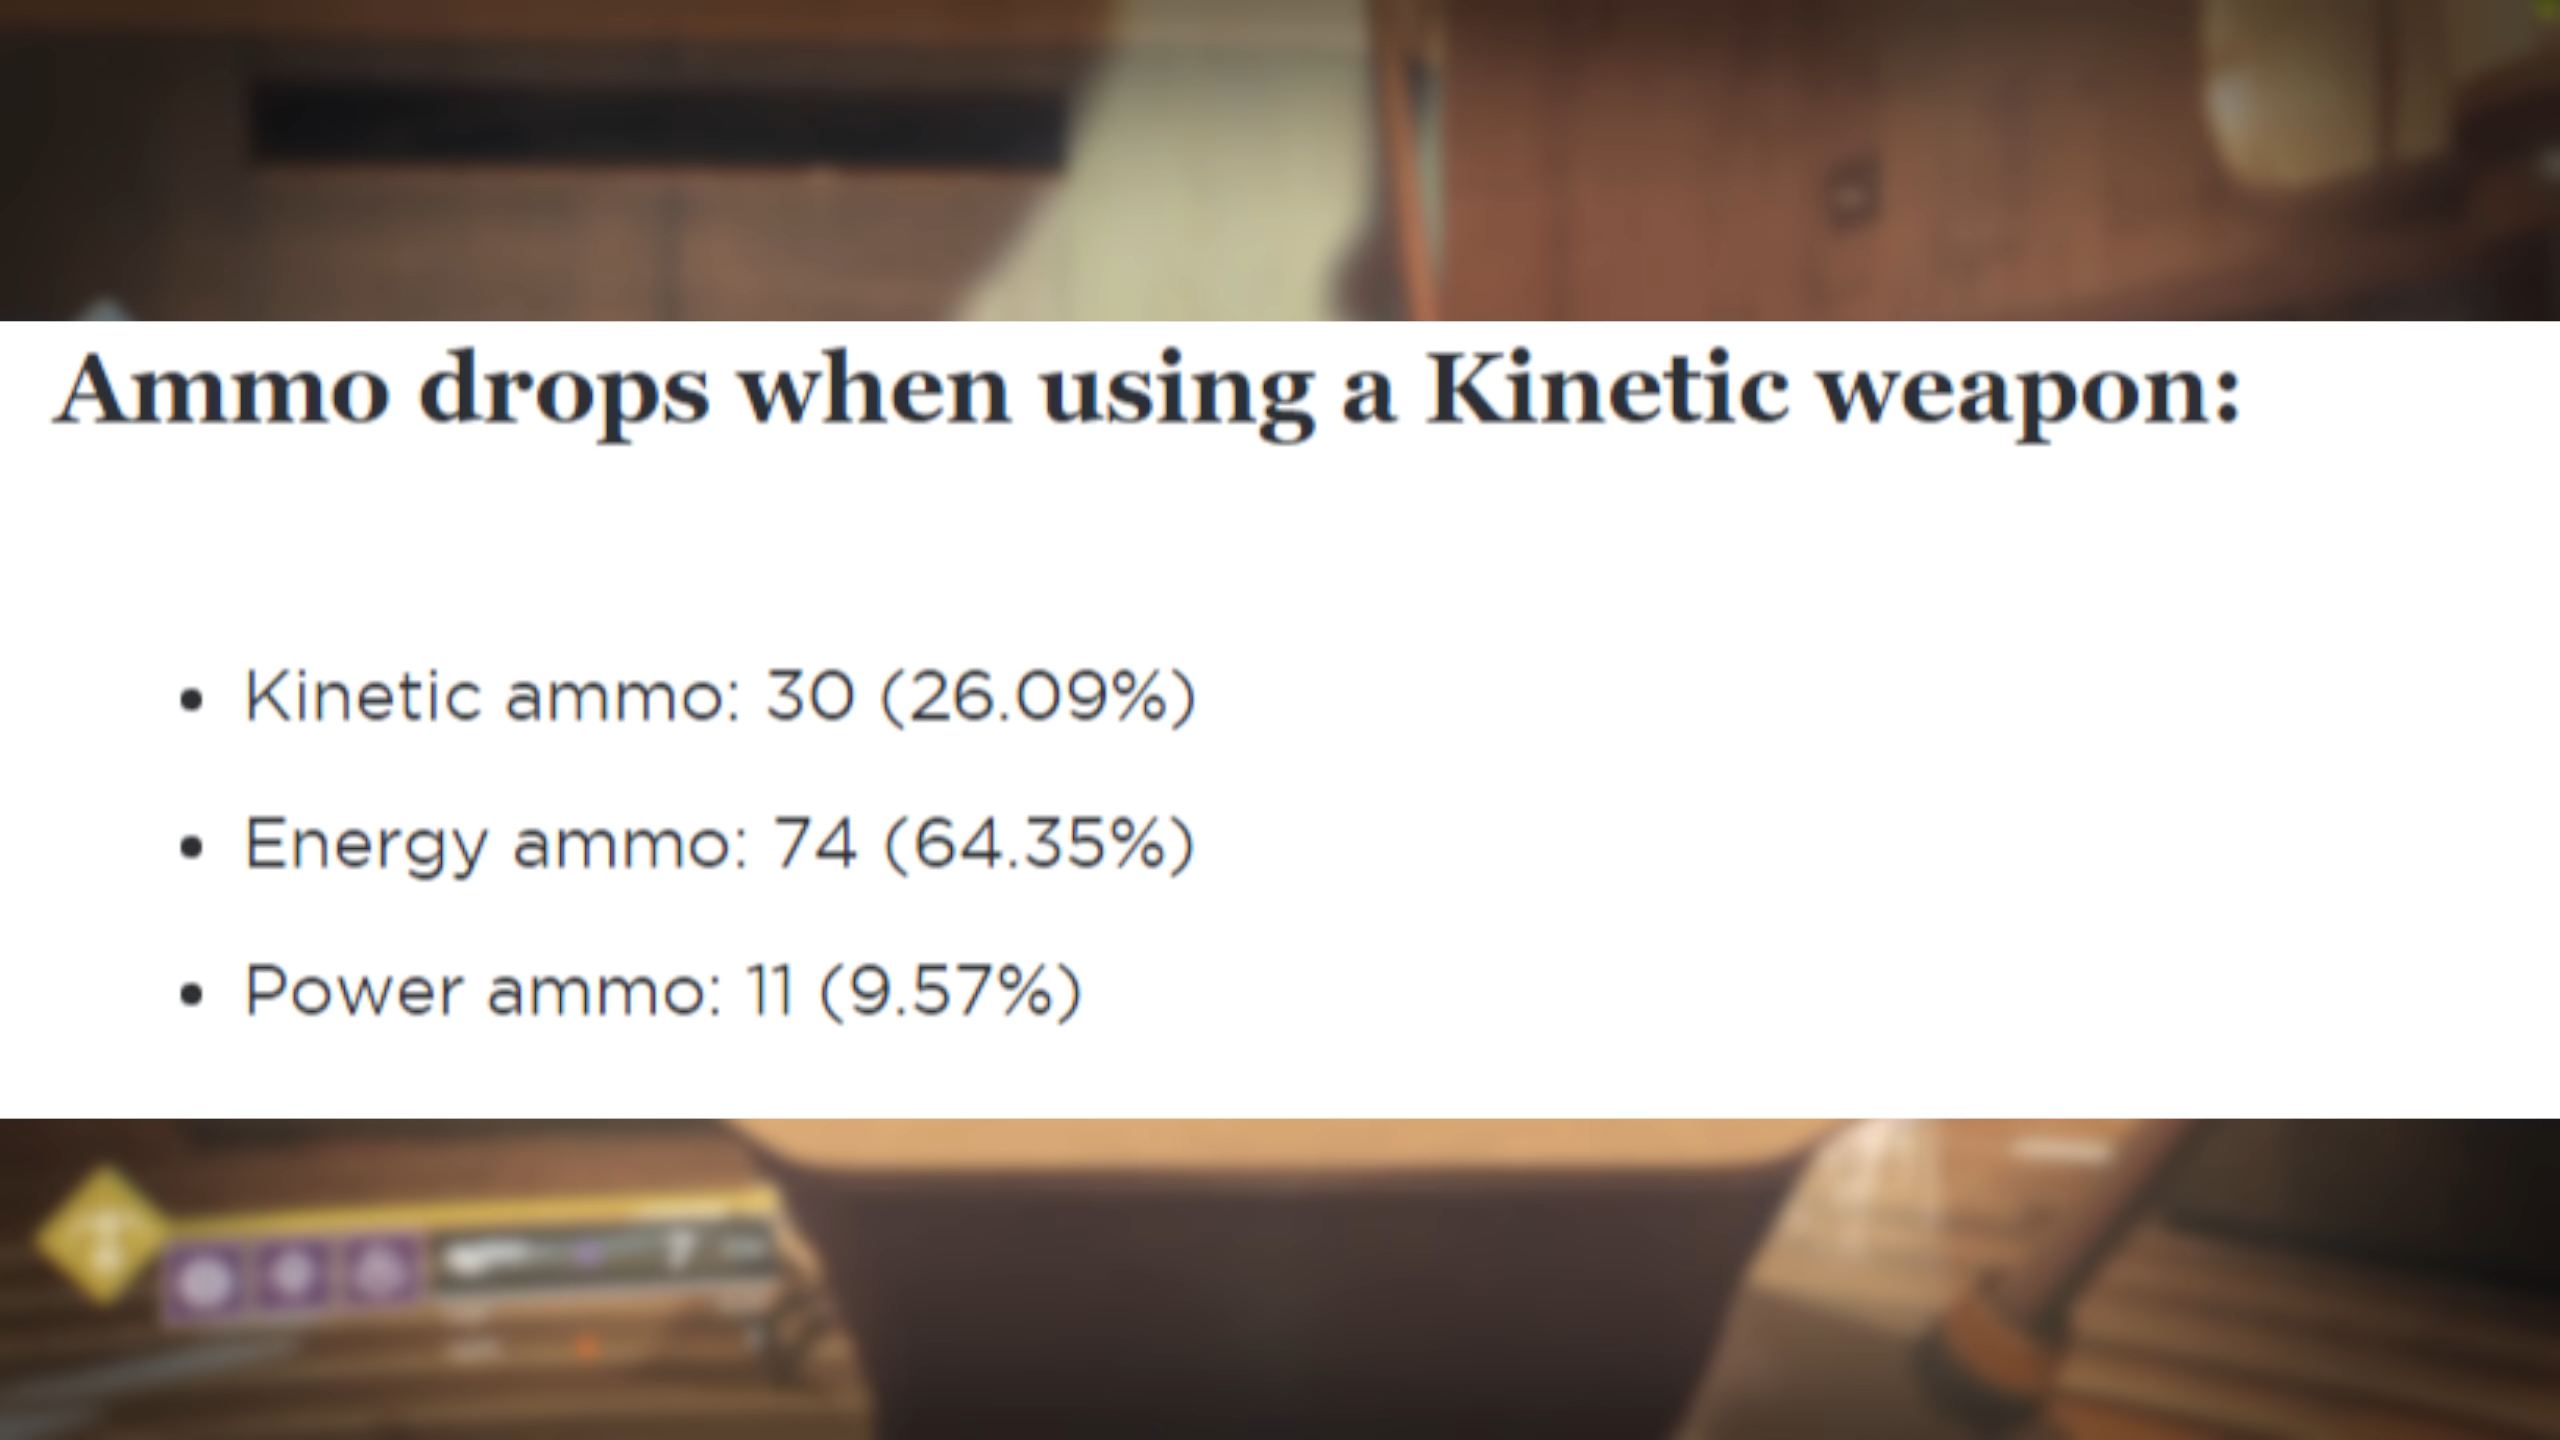 Ammo drops when using a Kinetic weapon:
• Kinetic ammo: 30 (26.09%)
• Energy ammo: 74 (64.35%)
• Power ammo: 11 (9.57%)
7